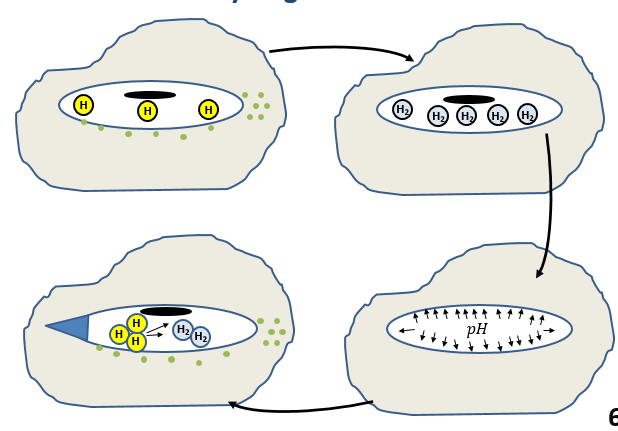 H H H
H₂ H₂ H₂ H₂ H₂
H H H H₂ H₂
pH
6